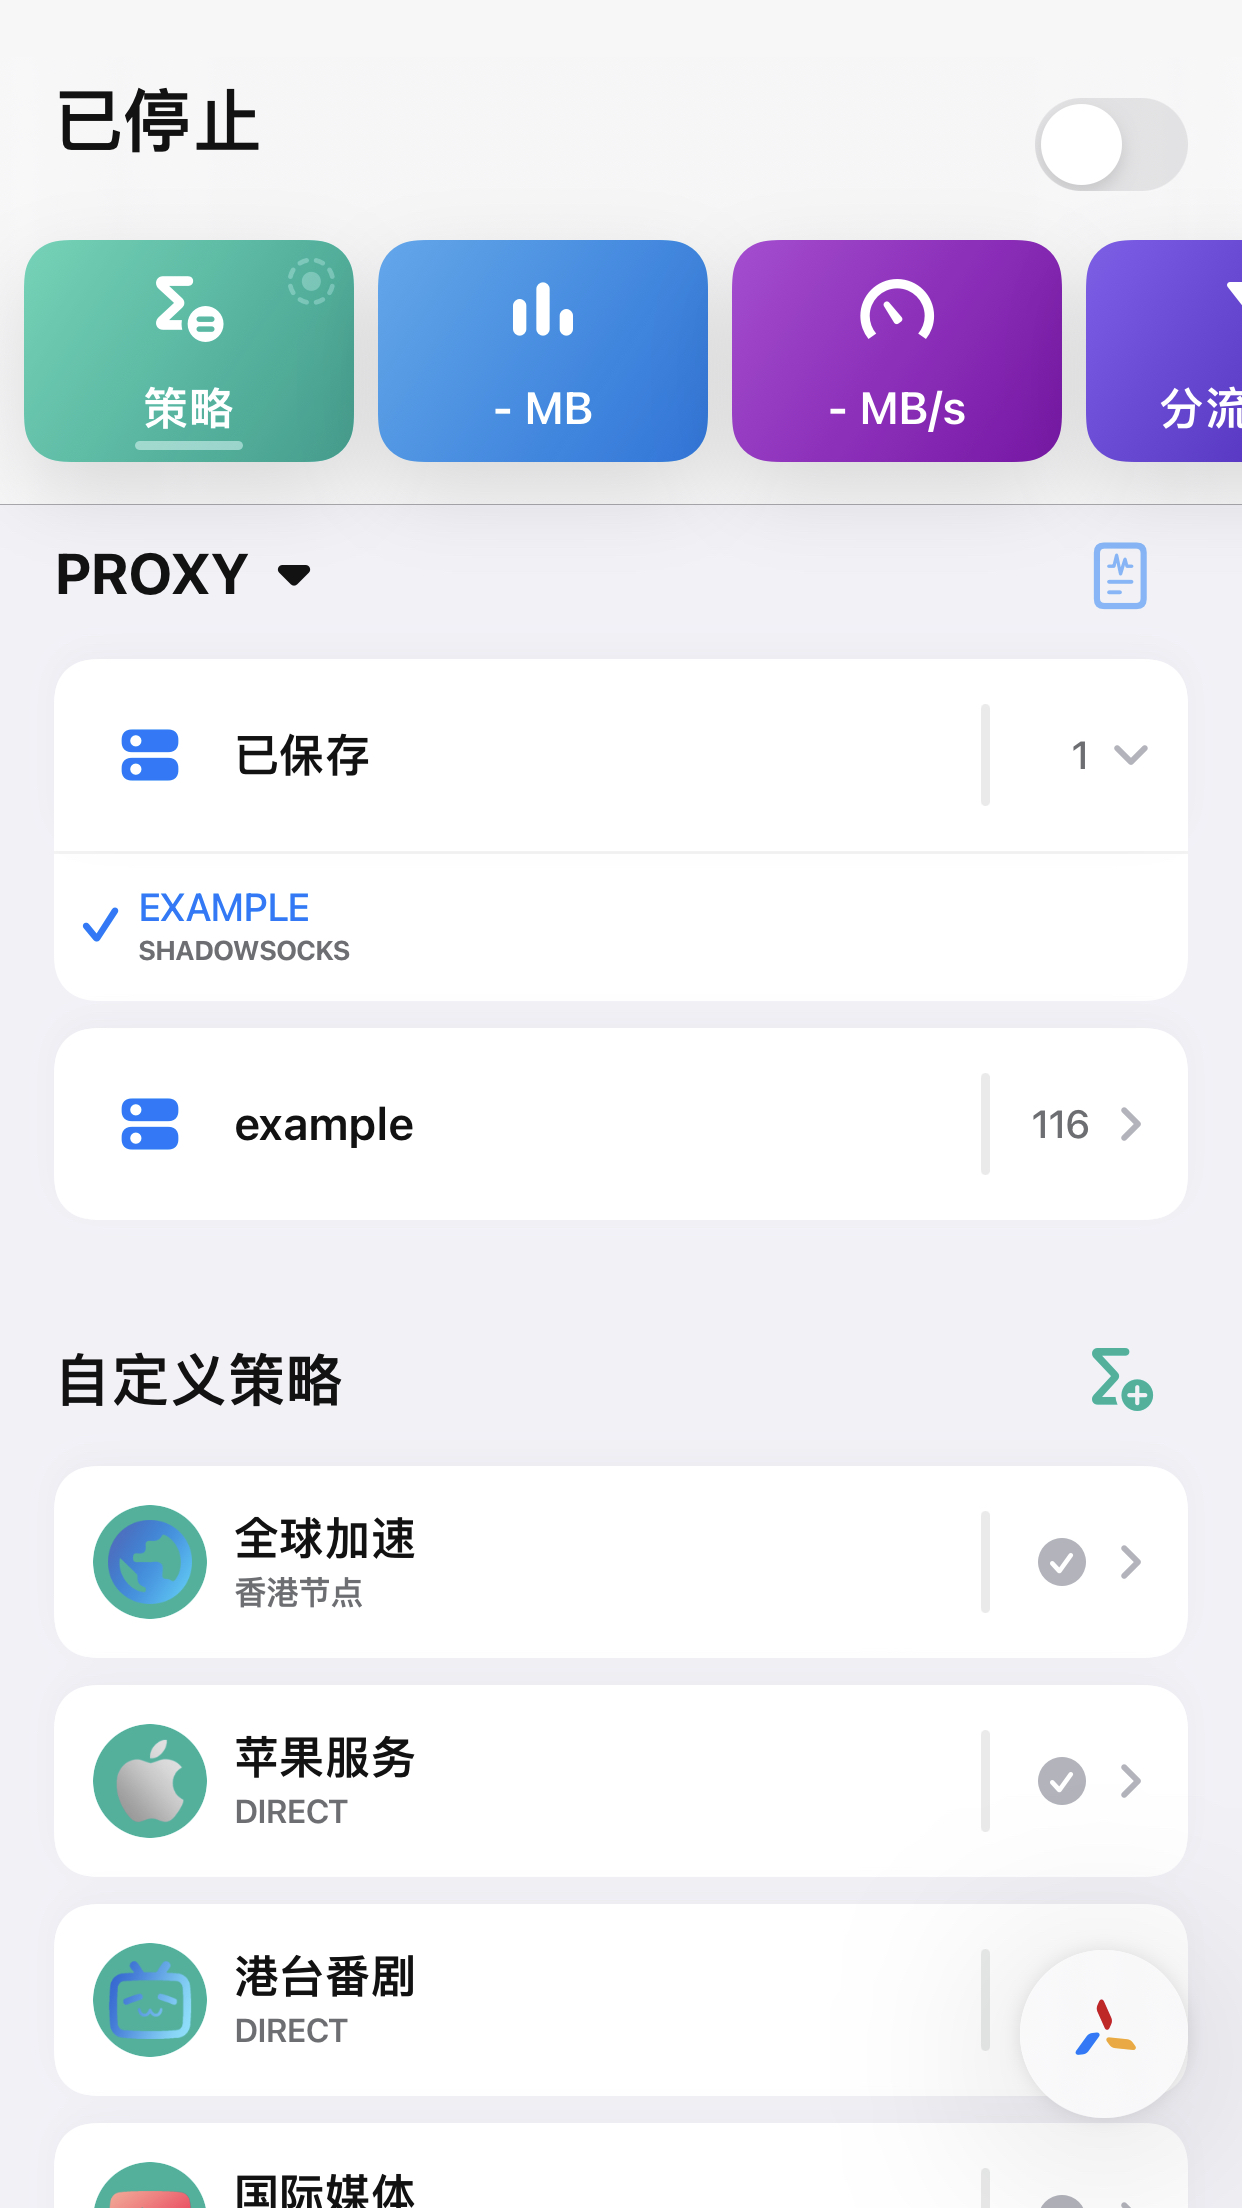 已停止
策略
- MB
- MB/s
分流
PROXY
已保存
1
EXAMPLE
SHADOWSOCKS
example
116
自定义策略
全球加速
香港节点
苹果服务
DIRECT
港台番剧
DIRECT
国际媒体